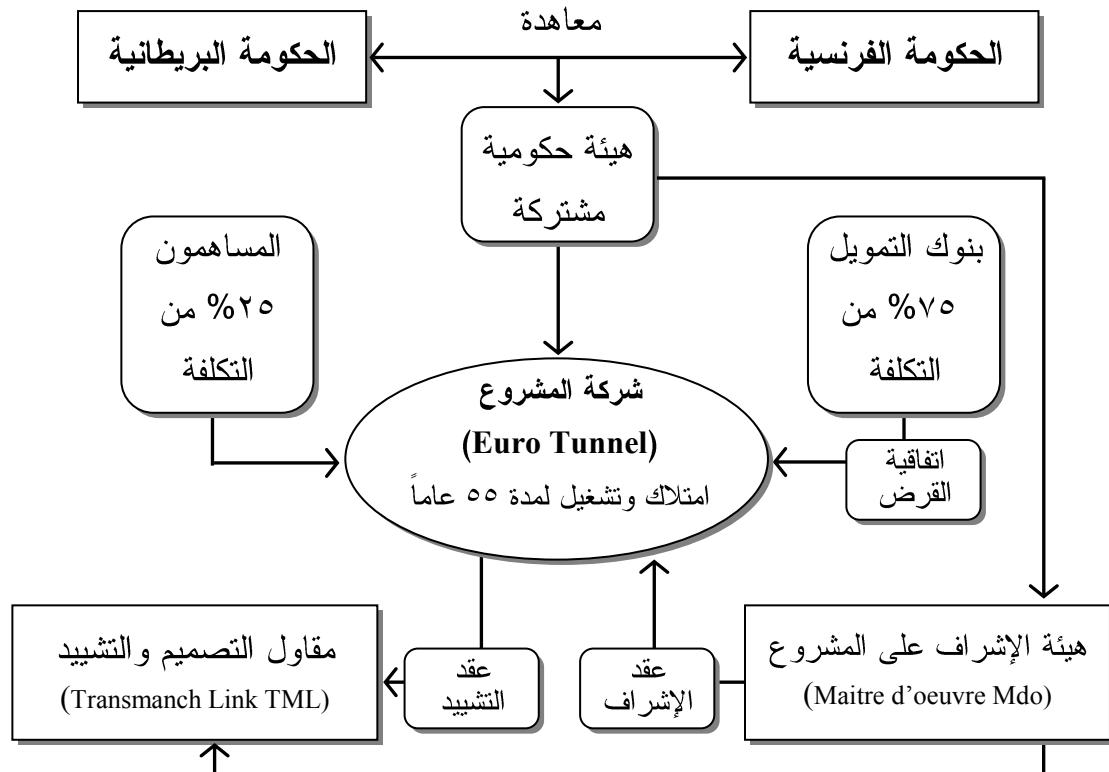 معاهدة
الحكومة الفرنسية
الحكومة البريطانية
هيئة حكومية
مشتركة
بنوك التمويل
٧٥% من
التكلفة
المساهمون
٢٥% من
التكلفة
شركة المشروع
(Euro Tunnel)
امتلاك وتشغيل لمدة ٥٥ عاماً
اتفاقية
القرض
هيئة الإشراف على المشروع
(Maitre d’oeuvre Mdo)
عقد
الإشراف
عقد
التشييد
مقاول التصميم والتشييد
(Transmanch Link TML)